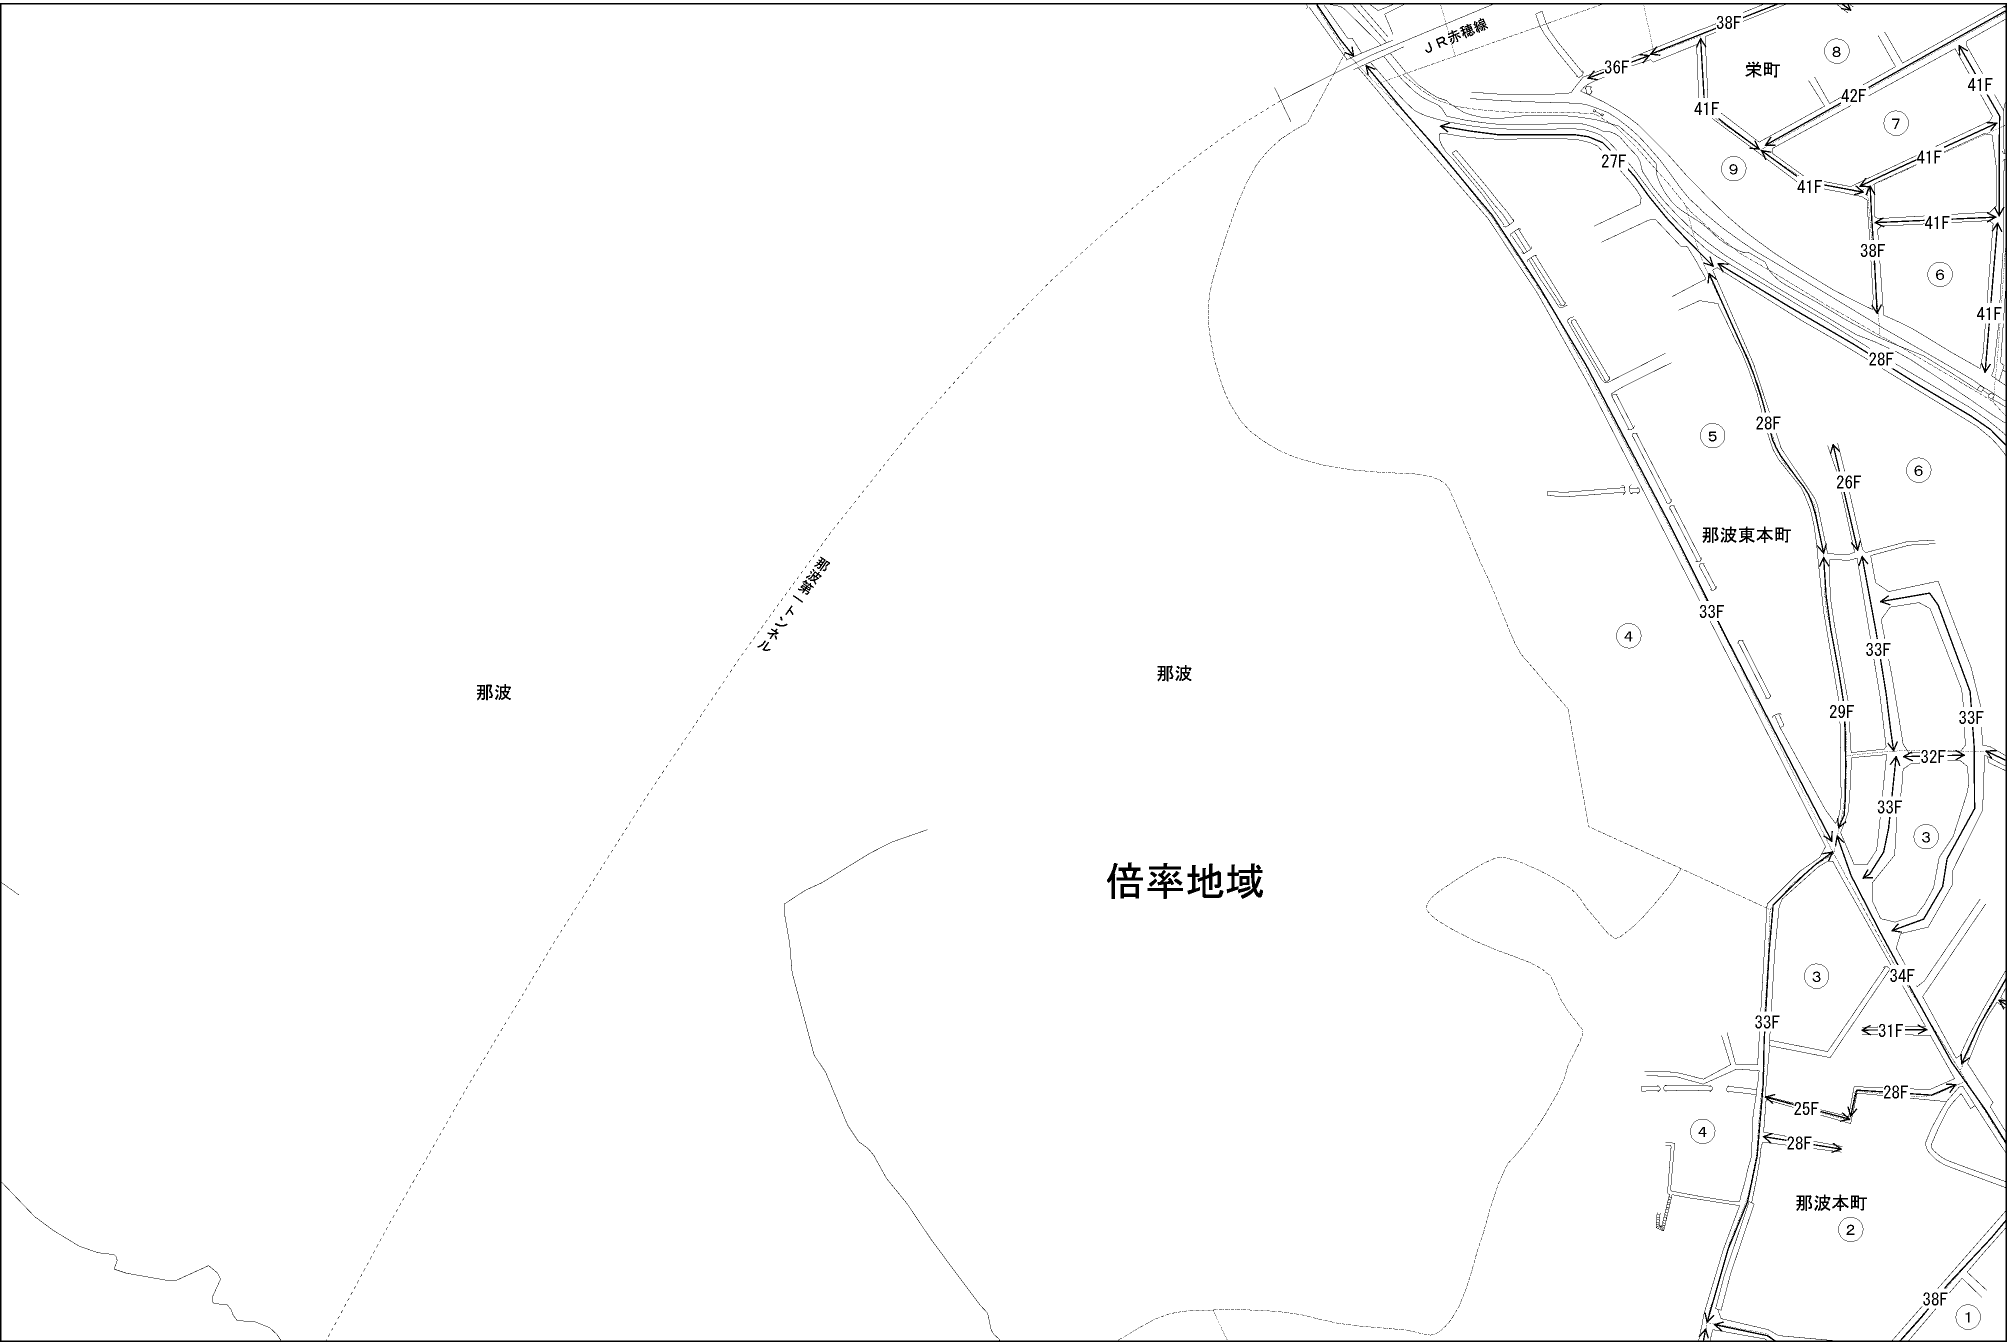 38F
JR赤穂線
⑧
36F
栄町
41F
42F
41F
⑦
27F
⑨
41F
41F
41F
38F
⑥
41F
28F
28F
⑤
⑥
26F
那波東本町
那波第一トンネル
33F
④
33F
那波
那波
29F
33F
32F
33F
③
倍率地域
③
34F
33F
31F
28F
25F
④
28F
那波本町
②
38F
①